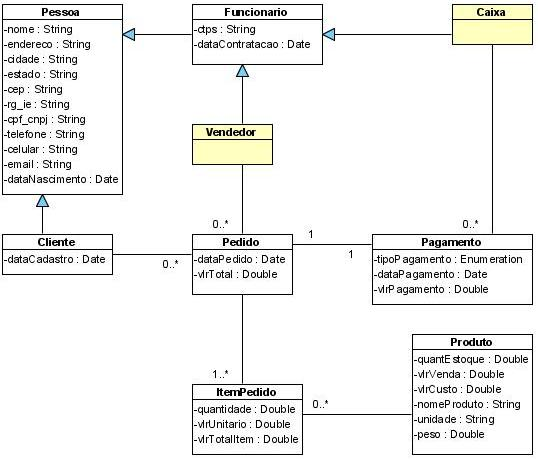 Pessoa
-nome : String
-endereco : String
-cidade : String
-estado : String
-cep : String
-rg_ie : String
-cpf_cnpj : String
-telefone : String
-celular : String
-email : String
-dataNascimento : Date
Funcionario
-ctps : String
-dataContratacao : Date
Caixa
Vendedor
0..*
0..*
Cliente
-dataCadastro : Date
0..*
Pedido
-dataPedido : Date
-vlrTotal : Double
1
1
Pagamento
-tipoPagamento : Enumeration
-dataPagamento : Date
-vlrPagamento : Double
1..*
ItemPedido
-quantidade : Double
-vlrUnitario : Double
-vlrTotalItem : Double
0..*
Produto
-quantEstoque : Double
-vlrVenda : Double
-vlrCusto : Double
-nomeProduto : String
-unidade : String
-peso : Double